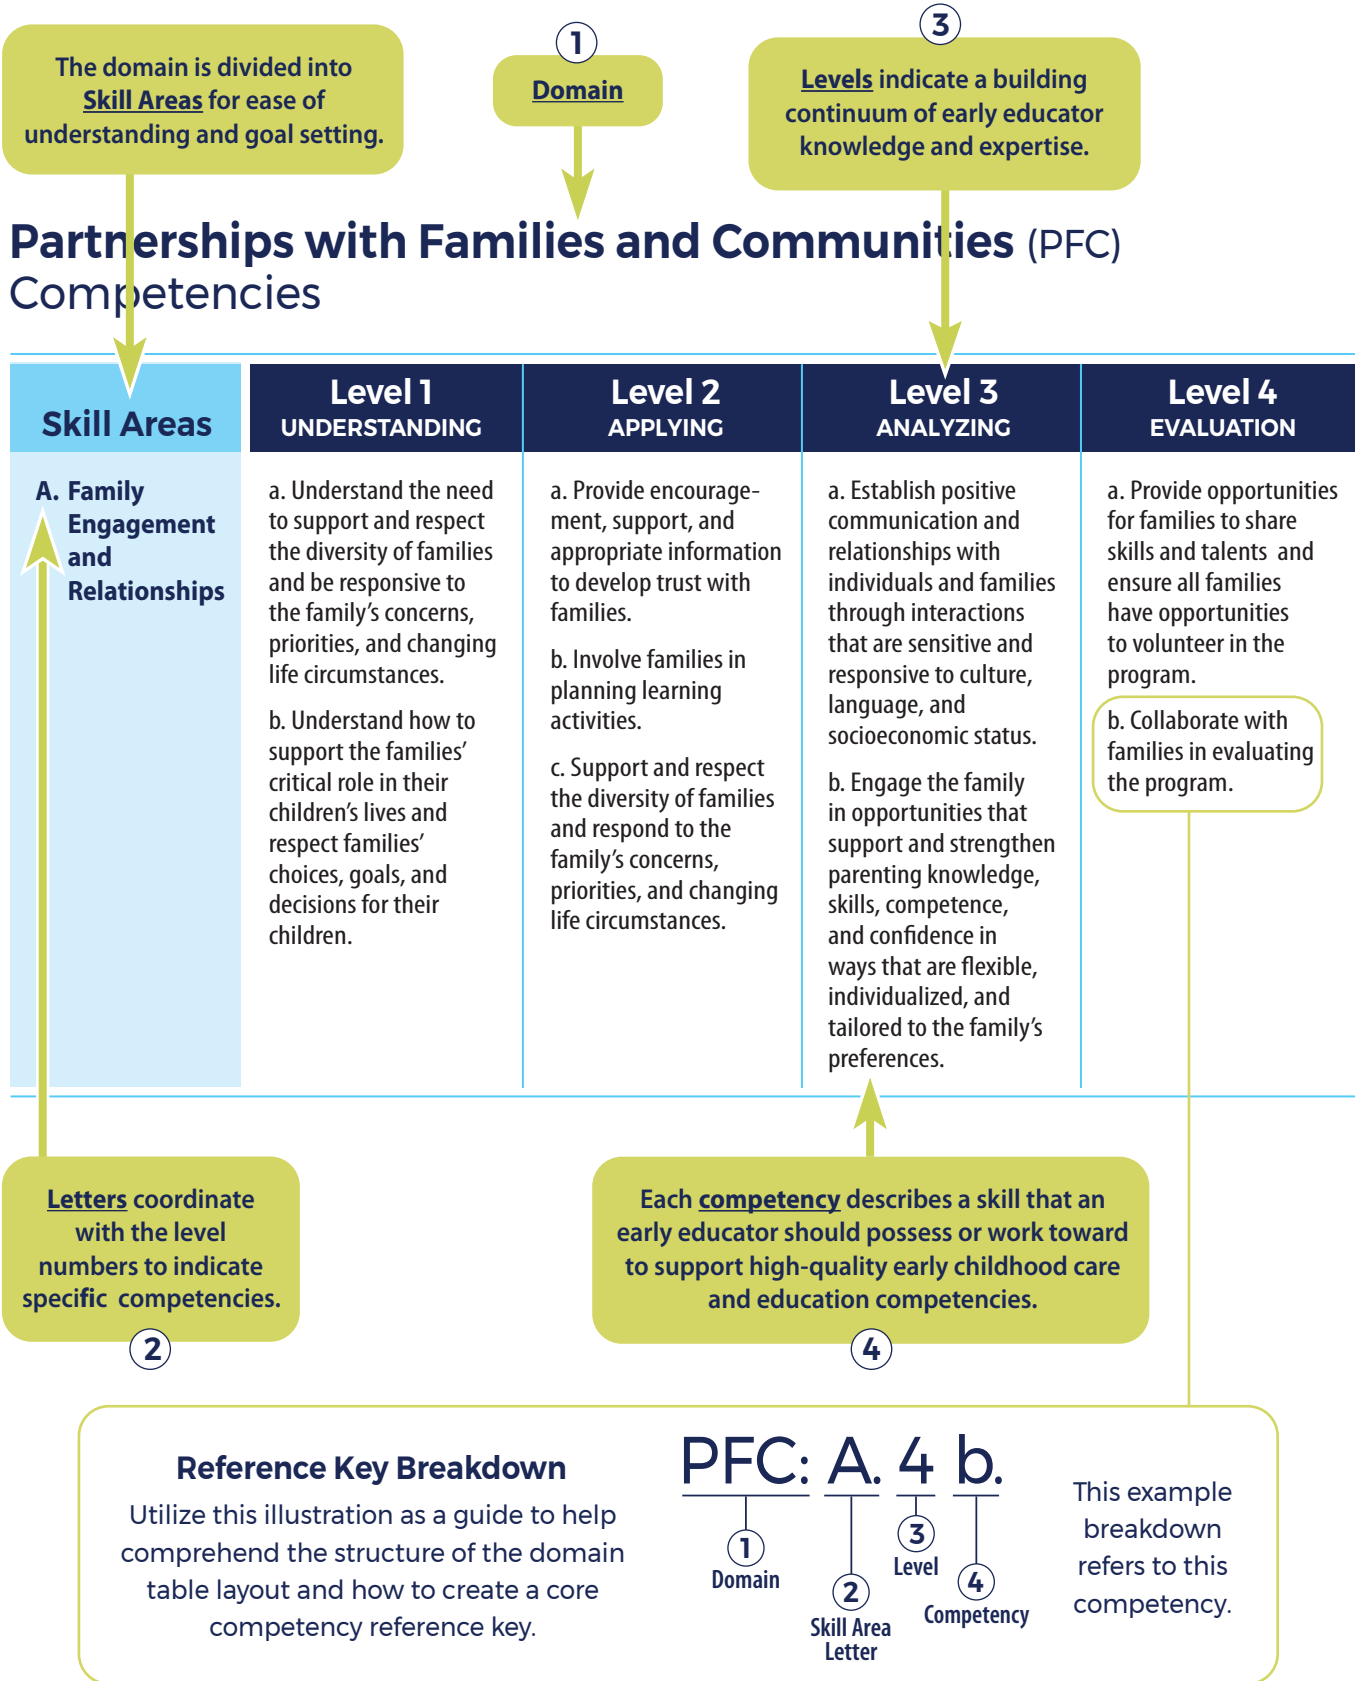 The domain is divided into
Skill Areas for ease of
understanding and goal setting.
1
Domain
3
Levels indicate a building
continuum of early educator
knowledge and expertise.
Partnerships with Families and Communities (PFC)
Competencies
Skill Areas
Level 1
UNDERSTANDING
Level 2
APPLYING
Level 3
ANALYZING
Level 4
EVALUATION
A. Family
Engagement
and
Relationships
a. Understand the need
to support and respect
the diversity of families
and be responsive to
the family’s concerns,
priorities, and changing
life circumstances.
b. Understand how to
support the families’
critical role in their
children’s lives and
respect families’
choices, goals, and
decisions for their
children.
a. Provide encourage-
ment, support, and
appropriate information
to develop trust with
families.
b. Involve families in
planning learning
activities.
c. Support and respect
the diversity of families
and respond to the
family’s concerns,
priorities, and changing
life circumstances.
a. Establish positive
communication and
relationships with
individuals and families
through interactions
that are sensitive and
responsive to culture,
language, and
socioeconomic status.
b. Engage the family
in opportunities that
support and strengthen
parenting knowledge,
skills, competence,
and confidence in
ways that are flexible,
individualized, and
tailored to the family’s
preferences.
a. Provide opportunities
for families to share
skills and talents and
ensure all families
have opportunities
to volunteer in the
program.
b. Collaborate with
families in evaluating
the program.
Letters coordinate
with the level
numbers to indicate
specific competencies.
2
Each competency describes a skill that an
early educator should possess or work toward
to support high-quality early childhood care
and education competencies.
4
Reference Key Breakdown
Utilize this illustration as a guide to help
comprehend the structure of the domain
table layout and how to create a core
competency reference key.
PFC: A. 4 b.
1
Domain
2
Skill Area
Letter
3
Level
4
Competency
This example
breakdown
refers to this
competency.